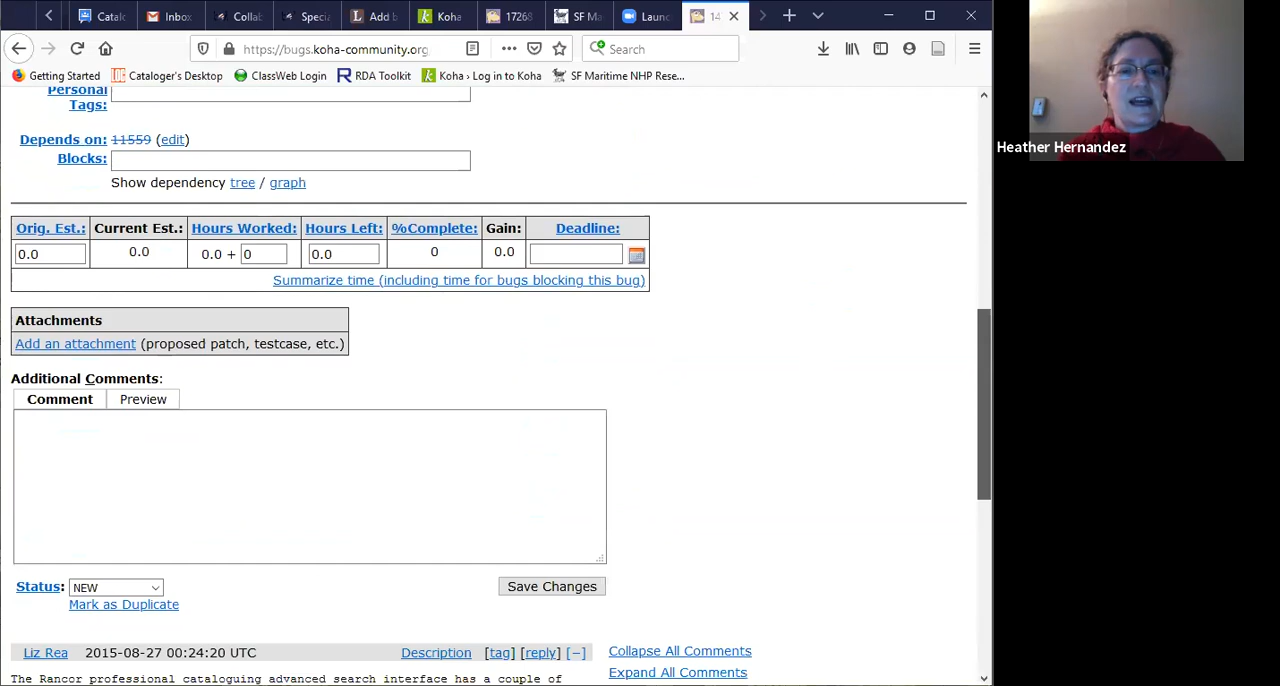 Catalo
Inbox
Collab
Specia
Add b
Koha
17268
SF Ma
Launc
14
https://bugs.koha-community.org
Search
Getting Started
Cataloger's Desktop
ClassWeb Login
RDA Toolkit
Koha › Log in to Koha
SF Maritime NHP Rese...
Heather Hernandez
Personal
Tags:
Depends on: 11559 (edit)
Blocks:
Show dependency tree / graph
Orig. Est.: Current Est.: Hours Worked: Hours Left: %Complete: Gain: Deadline:
0.0 0.0 0.0 + 0 0.0 0 0.0
Summarize time (including time for bugs blocking this bug)
Attachments
Add an attachment (proposed patch, testcase, etc.)
Additional Comments:
Comment Preview
Status: NEW
Save Changes
Mark as Duplicate
Liz Rea 2015-08-27 00:24:20 UTC Description [tag] [reply] [−]
Collapse All Comments
Expand All Comments
The Rancor professional cataloguing advanced search interface has a couple of